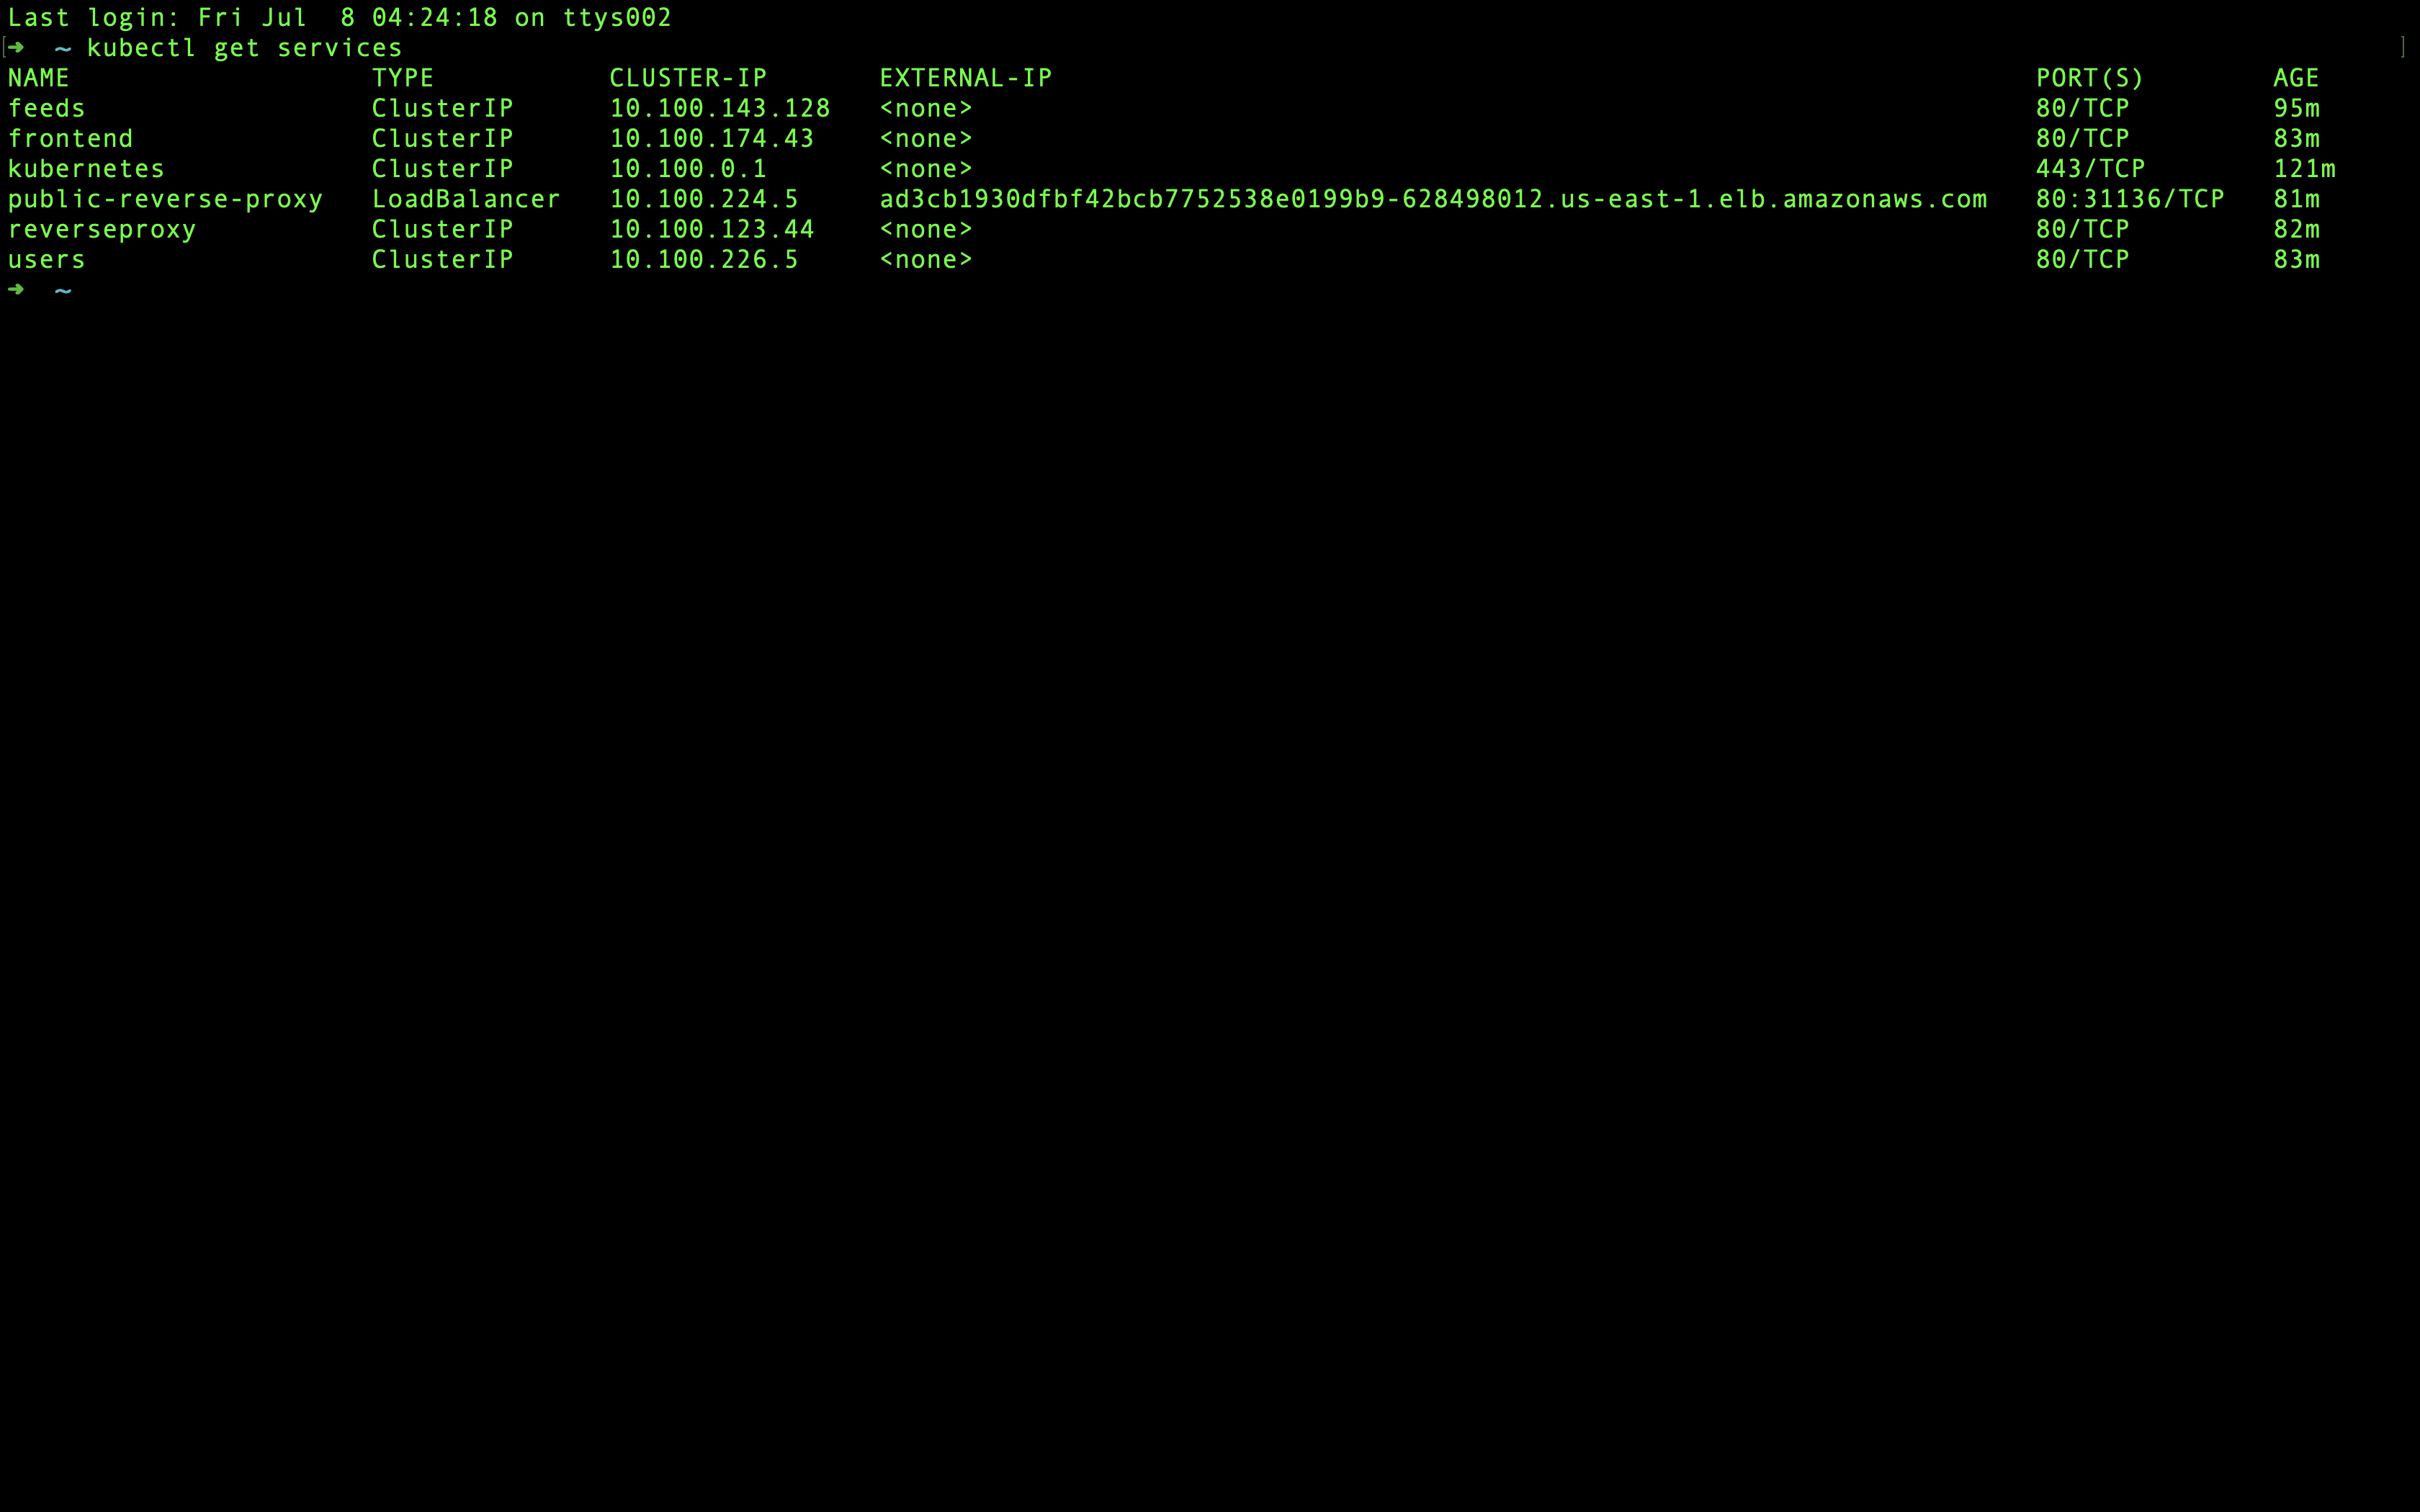 Last login: Fri Jul  8 04:24:18 on ttys002
[➜  ~ kubectl get services ]
NAME                   TYPE           CLUSTER-IP       EXTERNAL-IP                                                              PORT(S)        AGE
feeds                  ClusterIP      10.100.143.128   <none>                                                                   80/TCP         95m
frontend               ClusterIP      10.100.174.43    <none>                                                                   80/TCP         83m
kubernetes             ClusterIP      10.100.0.1       <none>                                                                   443/TCP        121m
public-reverse-proxy   LoadBalancer   10.100.224.5     ad3cb1930dfbf42bcb7752538e0199b9-628498012.us-east-1.elb.amazonaws.com   80:31136/TCP   81m
reverseproxy           ClusterIP      10.100.123.44    <none>                                                                   80/TCP         82m
users                  ClusterIP      10.100.226.5     <none>                                                                   80/TCP         83m
➜  ~